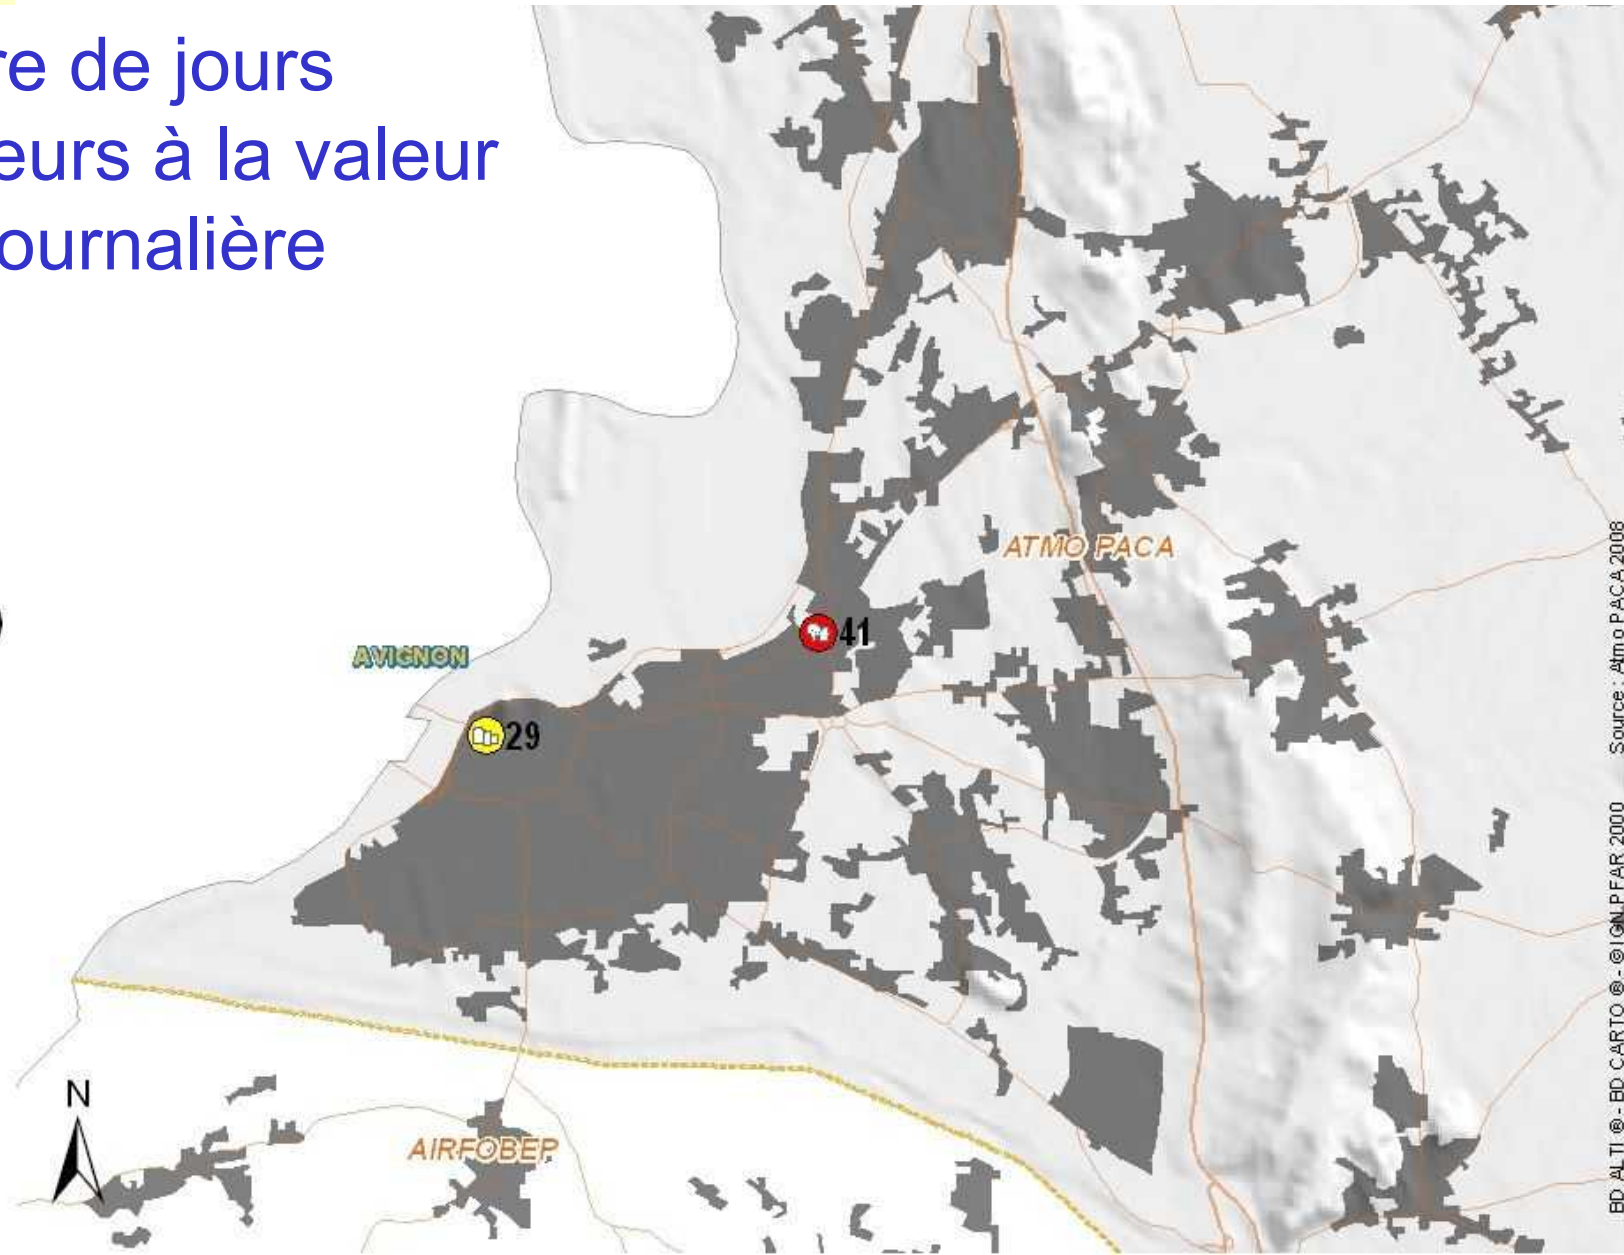 re de jours
eurs à la valeur
ournalière
ATMO PACA
41
AVIGNON
29
N
AIRFOBEP
BD ALTI ® - BD CARTO ® - © IGN PFAR 2000 Source : Atmo PACA 2008